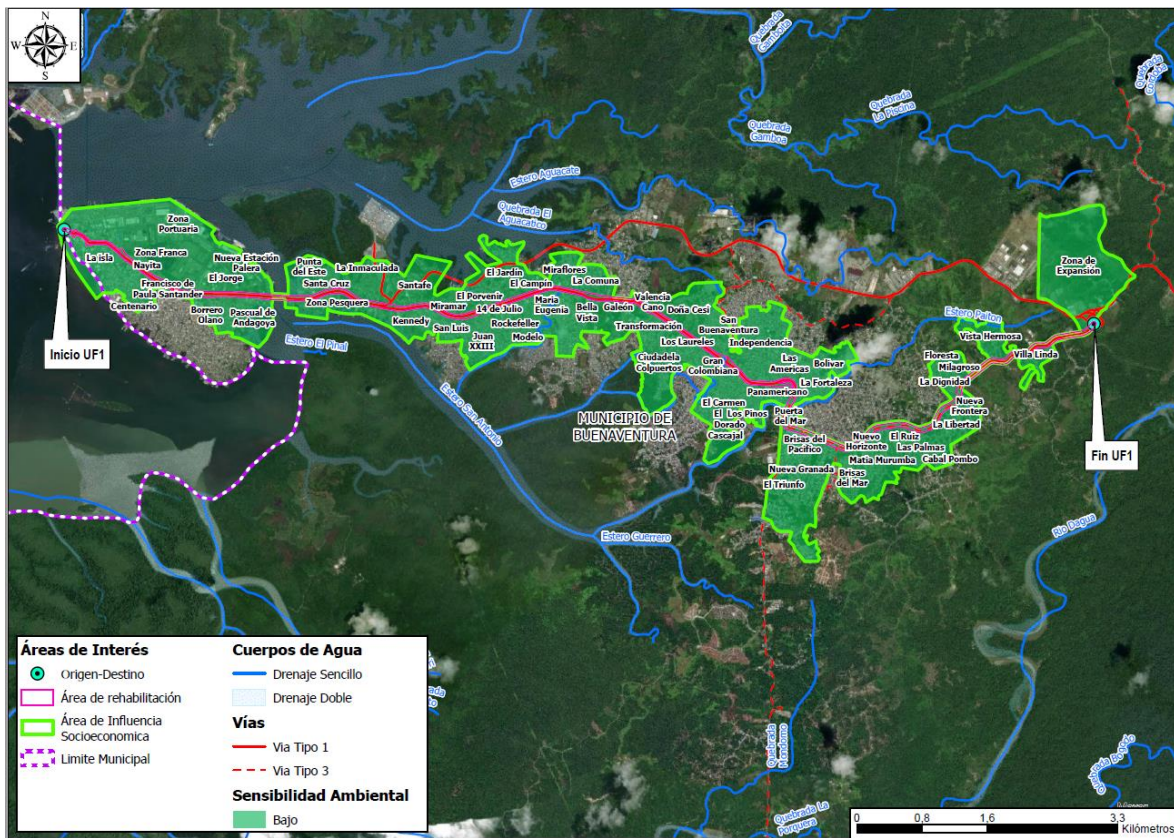 N
W
E
S
Quebrada
Gamboita
Quebrada
Cordoba
Quebrada
La Piscina
Quebrada
Gamboa
Estero Aguacate
Quebrada El
Aguacatico
Zona
Portuaria
La isla
Zona Franca
Nayita
Nueva Estación
Palera
El Jorge
Francisco de
Paula Santander
Centenario
Borrero
Olano
Pascual de
Andagoya
Inicio UF1
Punta
del Este
La Inmaculada
Santa Cruz
Santafe
Zona Pesquera
Estero El Pinal
Estero San Antonio
El Jardín
Miraflores
El Campin
La Comuna
El Porvenir
Miramar
14 de Julio
Maria
Eugenia
Kennedy
San Luis
Rockefeller
Juan
XXIII
Modelo
Bella
Vista
Galeón
Valencia
Cano
Doña Cesi
Transformación
San
Buenaventura
Los Laureles
Independencia
Ciudadela
Colpuertos
Gran
Colombiana
Las
Americas
Bolivar
La Fortaleza
Panamericano
El Carmen
El
Dorado
Los Pinos
Cascajal
Puerta
del Mar
MUNICIPIO DE
BUENAVENTURA
Brisas del
Pacifico
Nuevo
Horizonte
El Ruiz
Las Palmas
Nueva Granada
Matia Murumba
Cabal Pombo
El Triunfo
Brisas
del Mar
Estero Pailon
Vista Hermosa
Floresta
Milagroso
Villa Linda
La Dignidad
Nueva
Frontera
La Libertad
Zona de
Expansión
Fin UF1
Rio Dagua
Estero Guerrero
Quebrada
Mondomo
Quebrada La
Porquera
Áreas de Interés
Origen-Destino
Área de rehabilitación
Área de Influencia
Socioeconomica
Limite Municipal
Cuerpos de Agua
Drenaje Sencillo
Drenaje Doble
Vías
Via Tipo 1
Via Tipo 3
Sensibilidad Ambiental
Bajo
0 0,8 1,6 3,3
Kilómetros